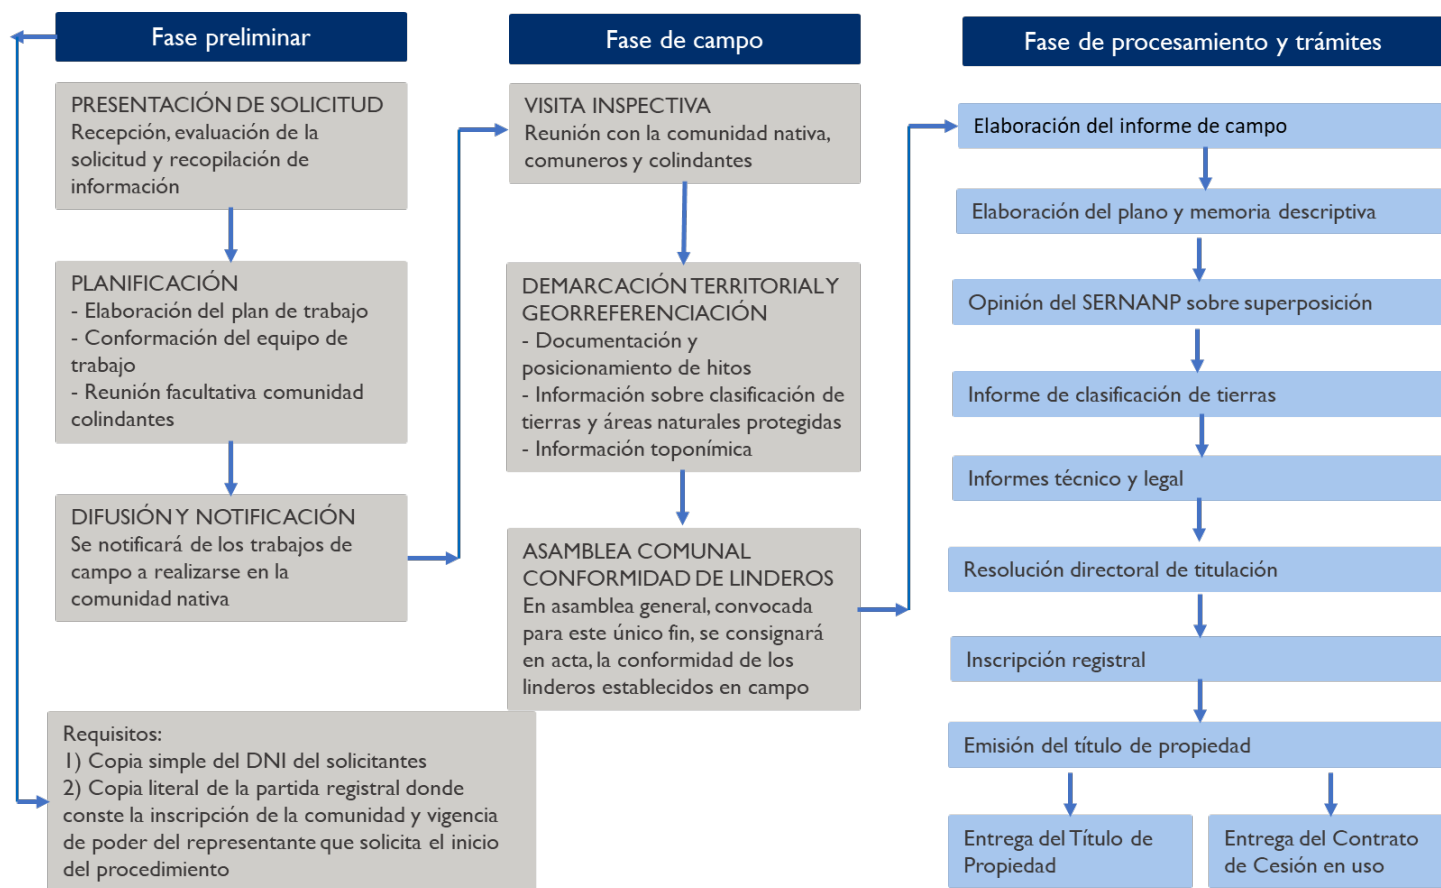 Fase preliminar
PRESENTACIÓN DE SOLICITUD
Recepción, evaluación de la
solicitud y recopilación de
información
PLANIFICACIÓN
- Elaboración del plan de trabajo
- Conformación del equipo de
trabajo
- Reunión facultativa comunidad
colindantes
DIFUSIÓN Y NOTIFICACIÓN
Se notificará de los trabajos de
campo a realizarse en la
comunidad nativa
Requisitos:
1) Copia simple del DNI del solicitantes
2) Copia literal de la partida registral donde
conste la inscripción de la comunidad y vigencia
de poder del representante que solicita el inicio
del procedimiento
Fase de campo
VISITA INSPECTIVA
Reunión con la comunidad nativa,
comuneros y colindantes
DEMARCACIÓN TERRITORIAL Y
GEORREFERENCIACIÓN
- Documentación y
posicionamiento de hitos
- Información sobre clasificación de
tierras y áreas naturales protegidas
- Información toponímica
ASAMBLEA COMUNAL
CONFORMIDAD DE LINDEROS
En asamblea general, convocada
para este único fin, se consignará
en acta, la conformidad de los
linderos establecidos en campo
Fase de procesamiento y trámites
Elaboración del informe de campo
Elaboración del plano y memoria descriptiva
Opinión del SERNANP sobre superposición
Informe de clasificación de tierras
Informes técnico y legal
Resolución directoral de titulación
Inscripción registral
Emisión del título de propiedad
Entrega del Título de
Propiedad
Entrega del Contrato
de Cesión en uso